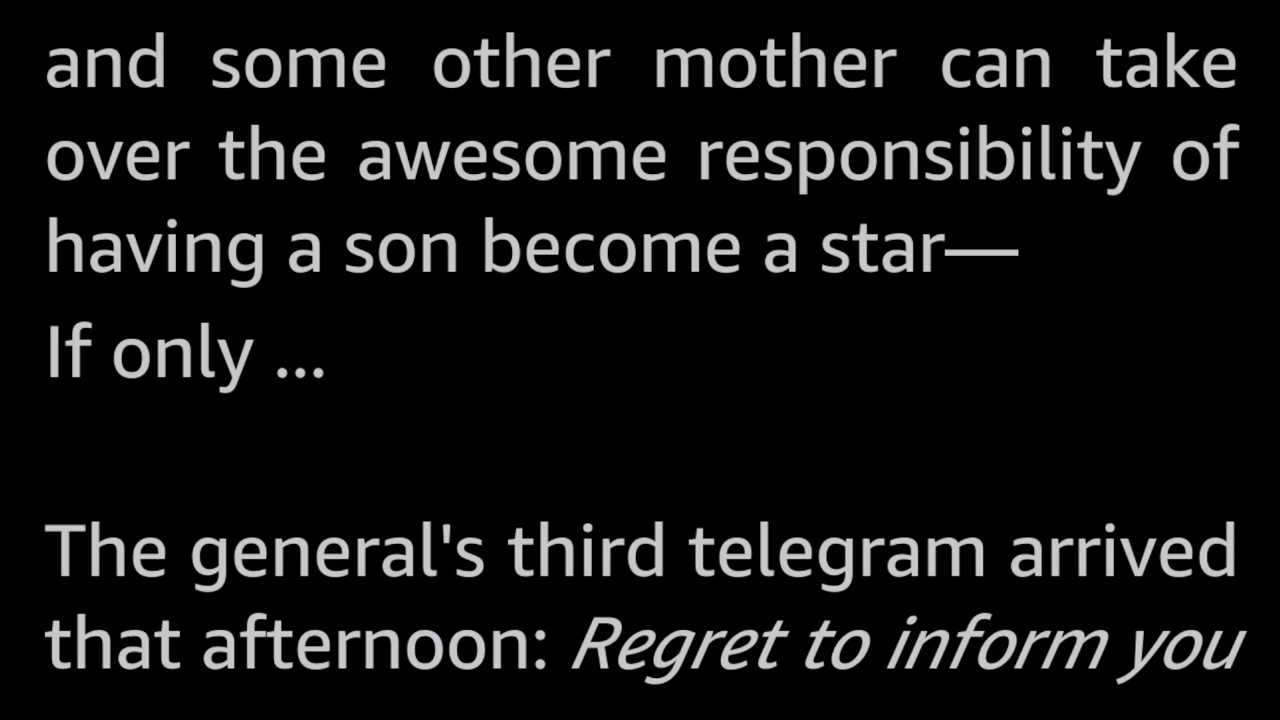 and some other mother can take
over the awesome responsibility of
having a son become a star—
If only ...
The general's third telegram arrived
that afternoon: Regret to inform you